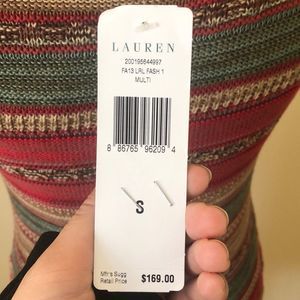 LAUREN
200195644997
FA13 LRL FASH 1
MULTI
8 86765 96209 4
S
Mfr's Sugg
Retail Price $169.00